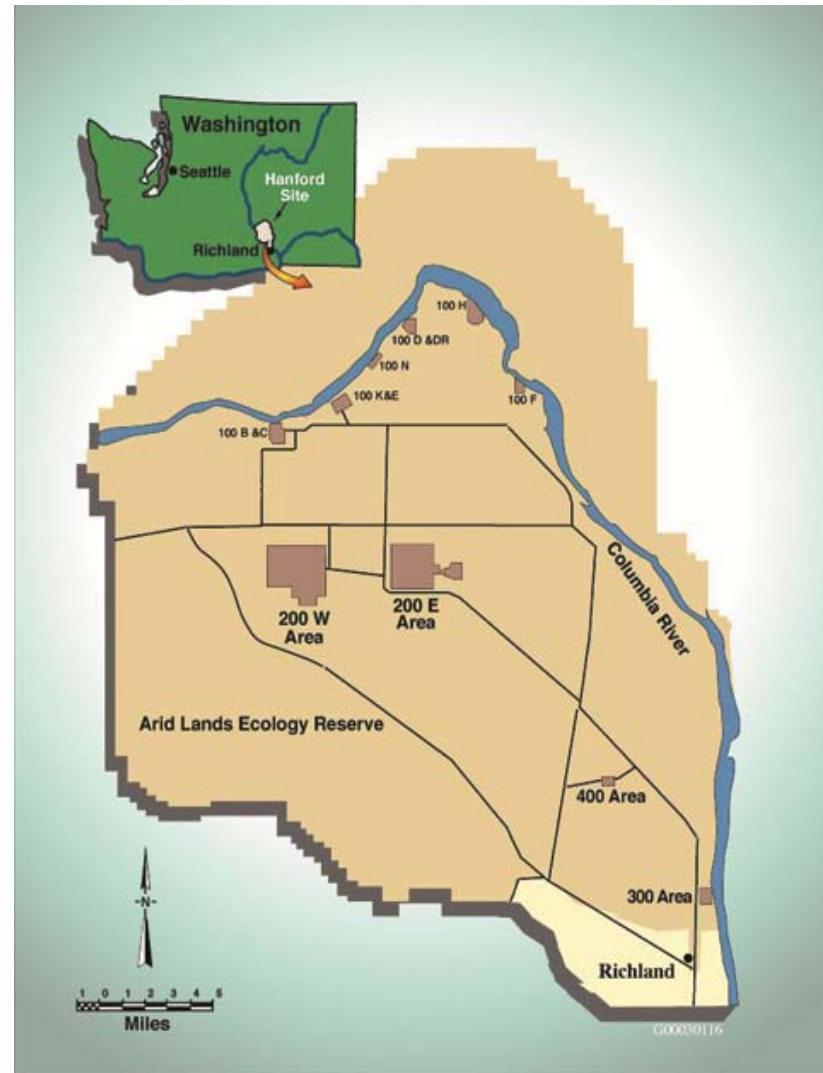 Washington
Seattle
Hanford
Site
Richland
100 H
100 D &DR
100 N
100 K&E
100 F
100 B &C
Columbia River
200 W
Area
200 E
Area
Arid Lands Ecology Reserve
400 Area
300 Area
-N-
Richland
1 0 1 2 3 4 5
Miles
G00030116